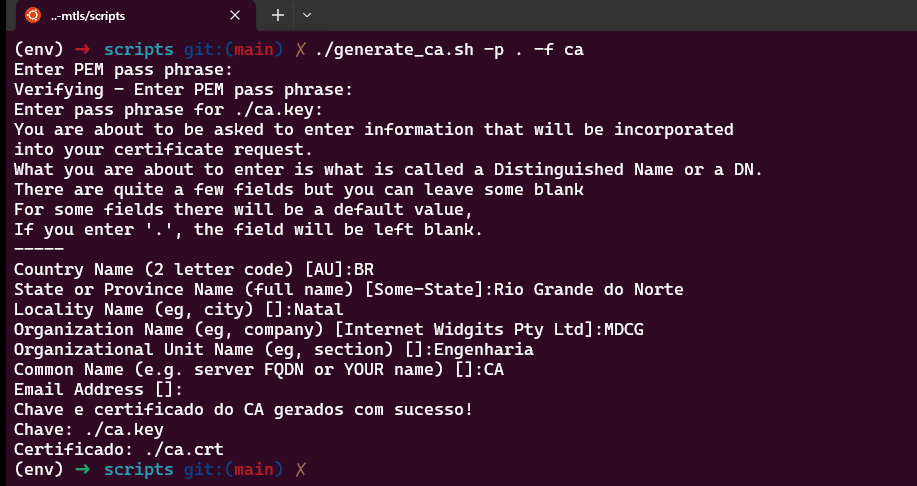 ..-mtls/scripts
(env) → scripts git:(main) ✗ ./generate_ca.sh -p . -f ca
Enter PEM pass phrase:
Verifying - Enter PEM pass phrase:
Enter pass phrase for ./ca.key:
You are about to be asked to enter information that will be incorporated
into your certificate request.
What you are about to enter is what is called a Distinguished Name or a DN.
There are quite a few fields but you can leave some blank
For some fields there will be a default value,
If you enter '.', the field will be left blank.
-----
Country Name (2 letter code) [AU]:BR
State or Province Name (full name) [Some-State]:Rio Grande do Norte
Locality Name (eg, city) []:Natal
Organization Name (eg, company) [Internet Widgits Pty Ltd]:MDCG
Organizational Unit Name (eg, section) []:Engenharia
Common Name (e.g. server FQDN or YOUR name) []:CA
Email Address []:
Chave e certificado do CA gerados com sucesso!
Chave: ./ca.key
Certificado: ./ca.crt
(env) → scripts git:(main) ✗